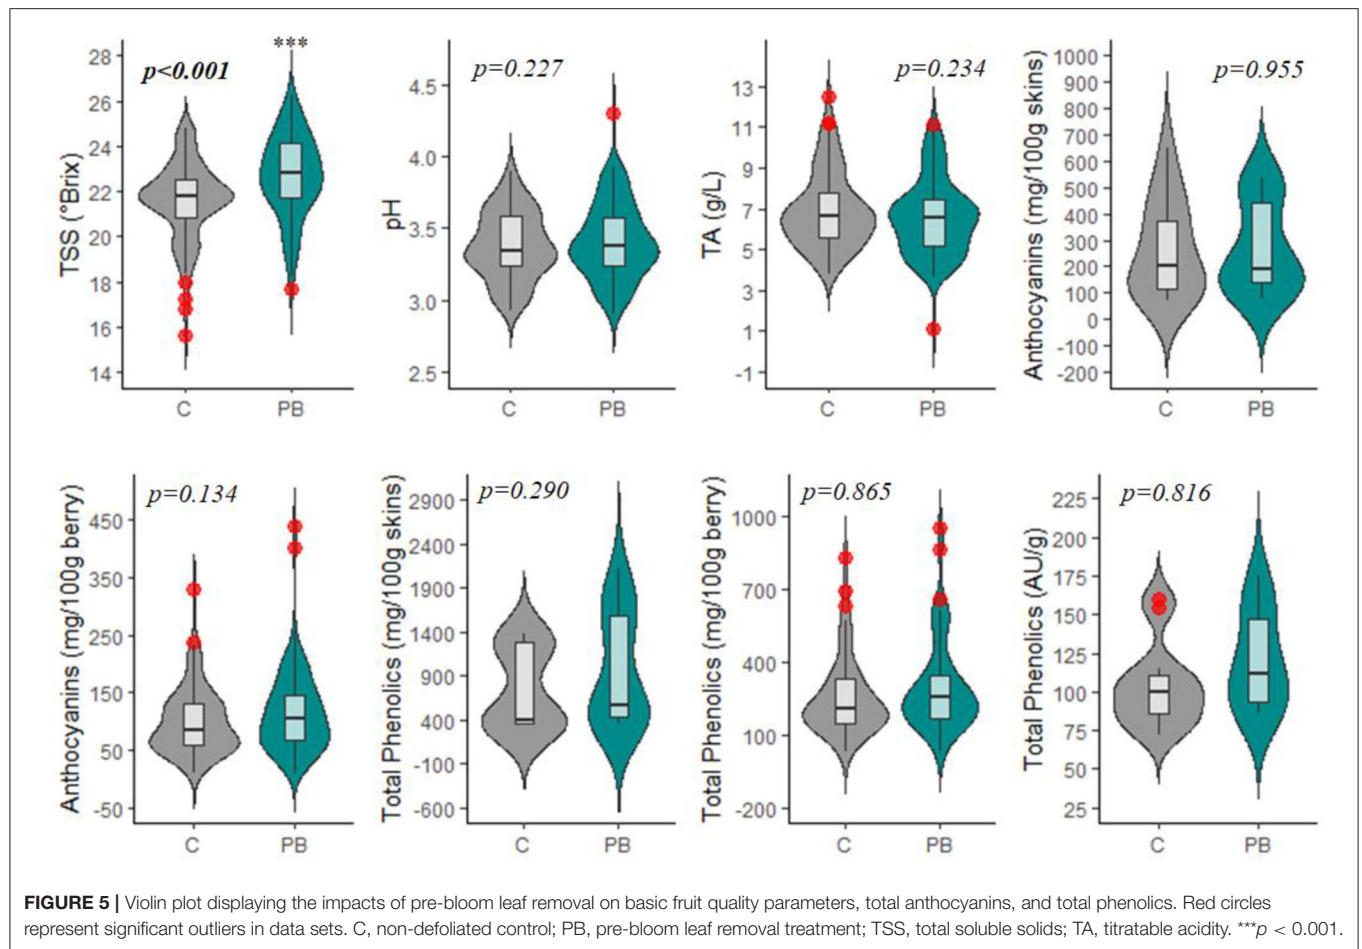 TSS (°Brix)
28
26
24
22
20
18
16
14
p<0.001
***
C PB
pH
4.5
4.0
3.5
3.0
2.5
p=0.227
C PB
TA (g/L)
13
11
9
7
5
3
1
-1
p=0.234
C PB
Anthocyanins (mg/100g skins)
1000
900
800
700
600
500
400
300
200
100
0
-100
-200
p=0.955
C PB
Anthocyanins (mg/100g berry)
450
350
250
150
50
-50
p=0.134
C PB
Total Phenolics (mg/100g skins)
2900
2400
1900
1400
900
400
-100
-600
p=0.290
C PB
Total Phenolics (mg/100g berry)
1000
700
400
100
-200
p=0.865
C PB
Total Phenolics (AU/g)
225
200
175
150
125
100
75
50
25
p=0.816
C PB
FIGURE 5 | Violin plot displaying the impacts of pre-bloom leaf removal on basic fruit quality parameters, total anthocyanins, and total phenolics. Red circles
represent significant outliers in data sets. C, non-defoliated control; PB, pre-bloom leaf removal treatment; TSS, total soluble solids; TA, titratable acidity. ***p < 0.001.